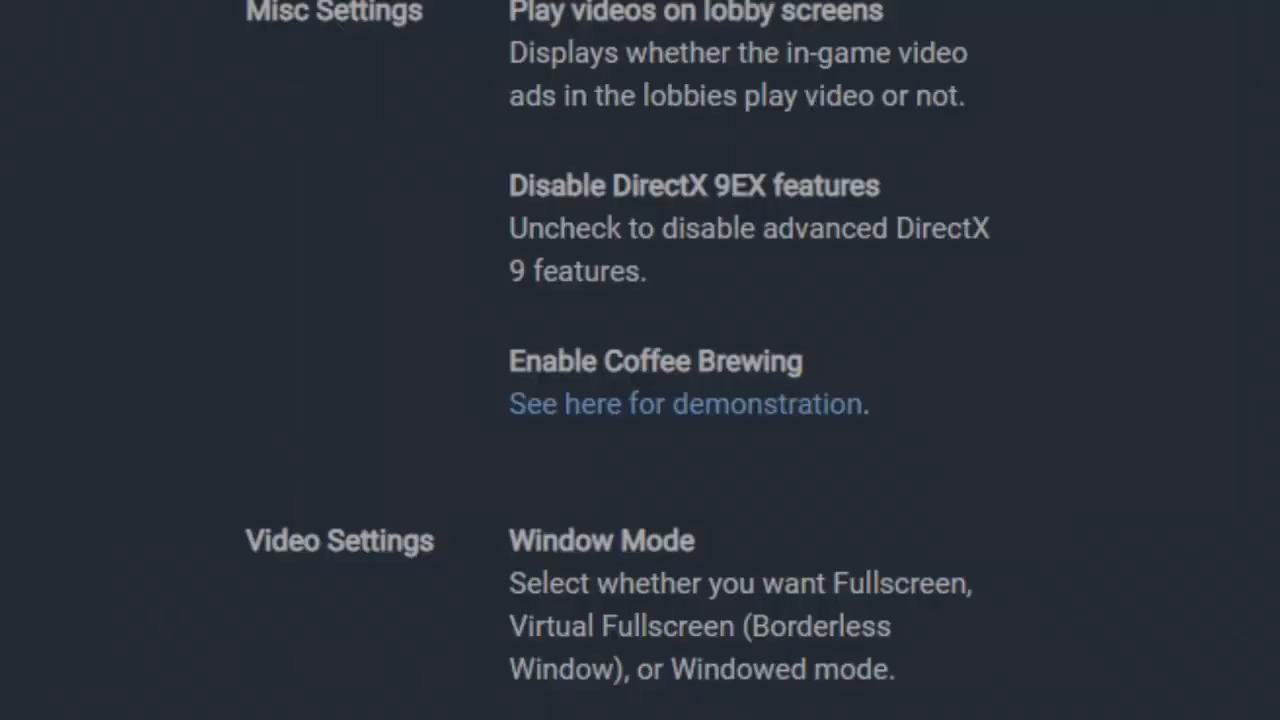 Misc Settings
Play videos on lobby screens
Displays whether the in-game video
ads in the lobbies play video or not.
Disable DirectX 9EX features
Uncheck to disable advanced DirectX
9 features.
Enable Coffee Brewing
See here for demonstration.
Video Settings
Window Mode
Select whether you want Fullscreen,
Virtual Fullscreen (Borderless
Window), or Windowed mode.